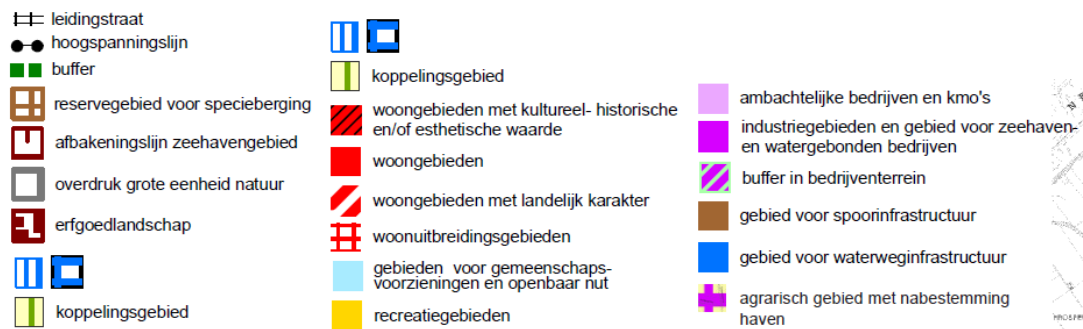 leidingstraat
hoogspanningslijn
buffer
reservegebied voor specieberging
afbakeningslijn zeehavengebied
overdruk grote eenheid natuur
erfgoedlandschap
koppelingsgebied
koppelingsgebied
woongebieden met kultureel- historische
en/of esthetische waarde
woongebieden
woongebieden met landelijk karakter
woonuitbreidingsgebieden
gebieden voor gemeenschaps-
voorzieningen en openbaar nut
recreatiegebieden
ambachtelijke bedrijven en kmo's
industriegebieden en gebied voor zeehaven-
en watergebonden bedrijven
buffer in bedrijventerrein
gebied voor spoorinfrastructuur
gebied voor waterweginfrastructuur
agrarisch gebied met nabestemming
haven